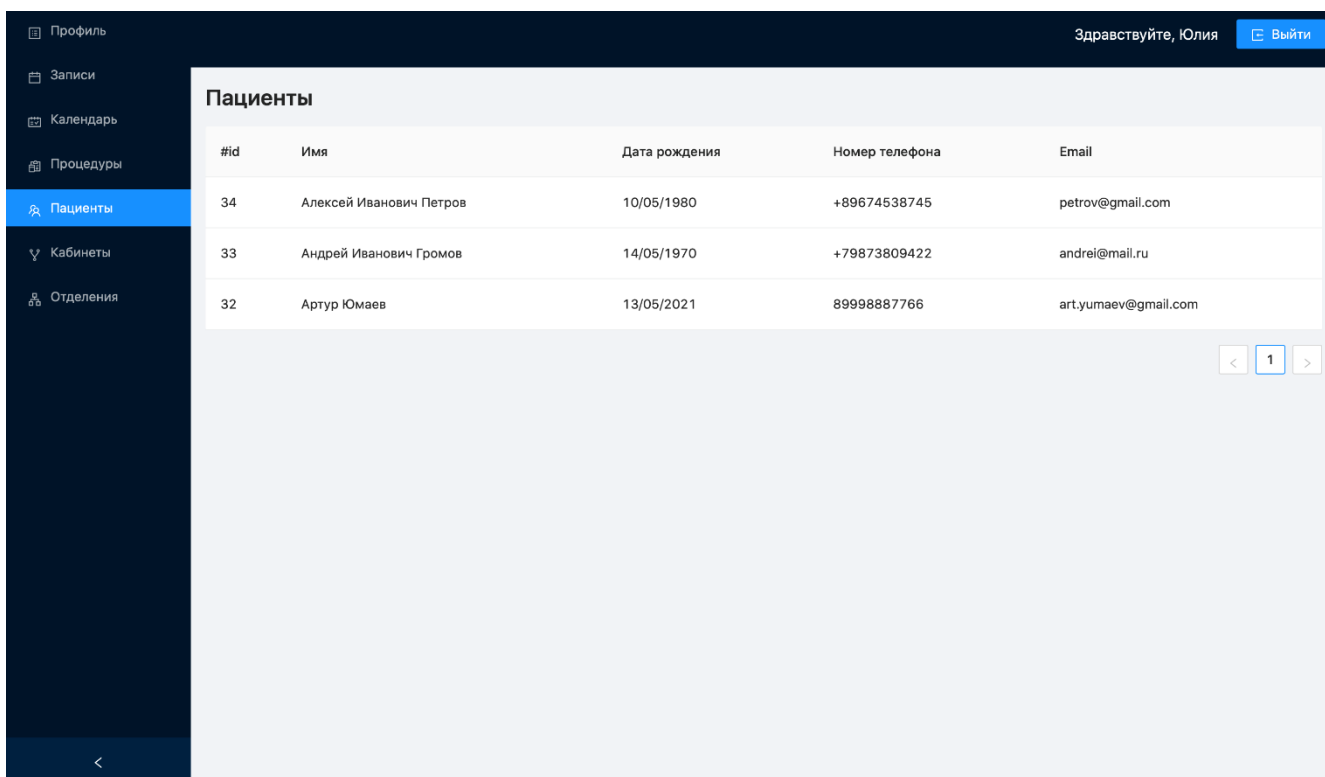 Профиль
Записи
Календарь
Процедуры
Пациенты
Кабинеты
Отделения
Здравствуйте, Юлия Выйти
Пациенты
#id Имя Дата рождения Номер телефона Email
34 Алексей Иванович Петров 10/05/1980 +89674538745 petrov@gmail.com
33 Андрей Иванович Громов 14/05/1970 +79873809422 andrei@mail.ru
32 Артур Юмаев 13/05/2021 89998887766 art.yumaev@gmail.com
< 1 >
<